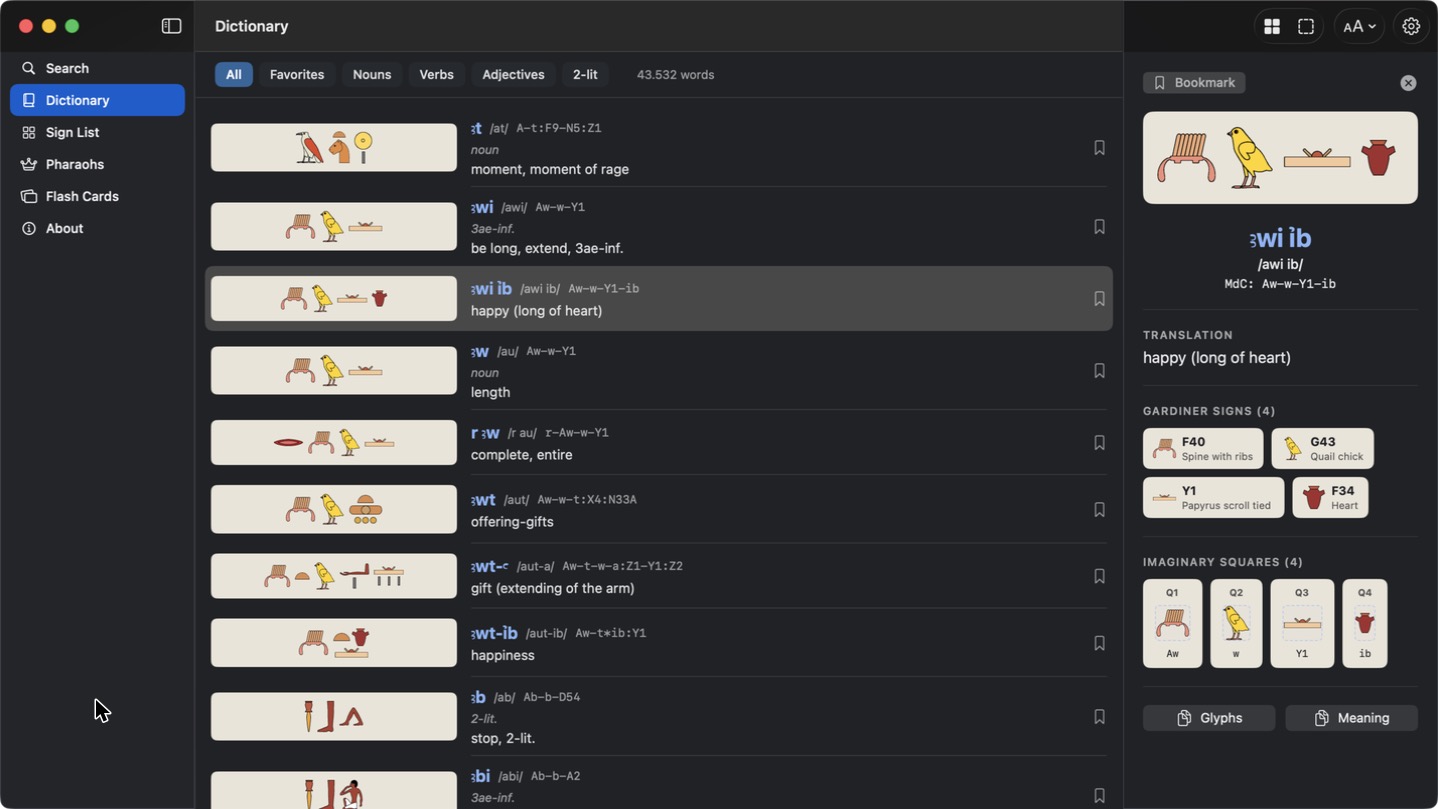 Dictionary
AA
Search
Dictionary
Sign List
Pharaohs
Flash Cards
About
All Favorites Nouns Verbs Adjectives 2-lit 43.532 words
ꜣt /at/ A-t:F9-N5:Z1
noun
moment, moment of rage
ꜣwi /awi/ Aw-w-Y1
3ae-inf.
be long, extend, 3ae-inf.
ꜣwi ỉb /awi ib/ Aw-w-Y1-ib
happy (long of heart)
ꜣw /au/ Aw-w-Y1
noun
length
r ꜣw /r au/ r-Aw-w-Y1
complete, entire
ꜣwt /aut/ Aw-w-t:X4:N33A
offering-gifts
ꜣwt-ꜥ /aut-a/ Aw-t-w-a:Z1-Y1:Z2
gift (extending of the arm)
ꜣwt-ỉb /aut-ib/ Aw-t*ib:Y1
happiness
ꜣb /ab/ Ab-b-D54
2-lit.
stop, 2-lit.
ꜣbi /abi/ Ab-b-A2
3ae-inf.
Bookmark
ꜣwi ỉb
/awi ib/
MdC: Aw-w-Y1-ib
TRANSLATION
happy (long of heart)
GARDINER SIGNS (4)
F40
Spine with ribs
G43
Quail chick
Y1
Papyrus scroll tied
F34
Heart
IMAGINARY SQUARES (4)
Q1 Q2 Q3 Q4
Aw w Y1 ib
Glyphs Meaning